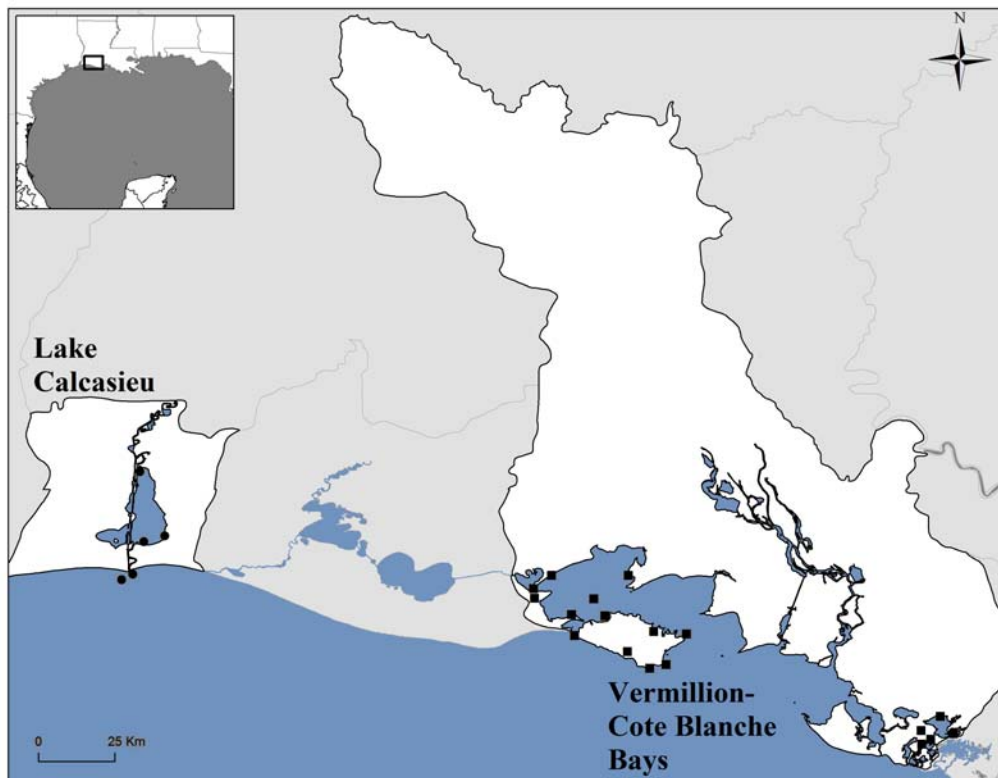 N
Lake
Calcasieu
Vermillion-
Cote Blanche
Bays
0 25 Km